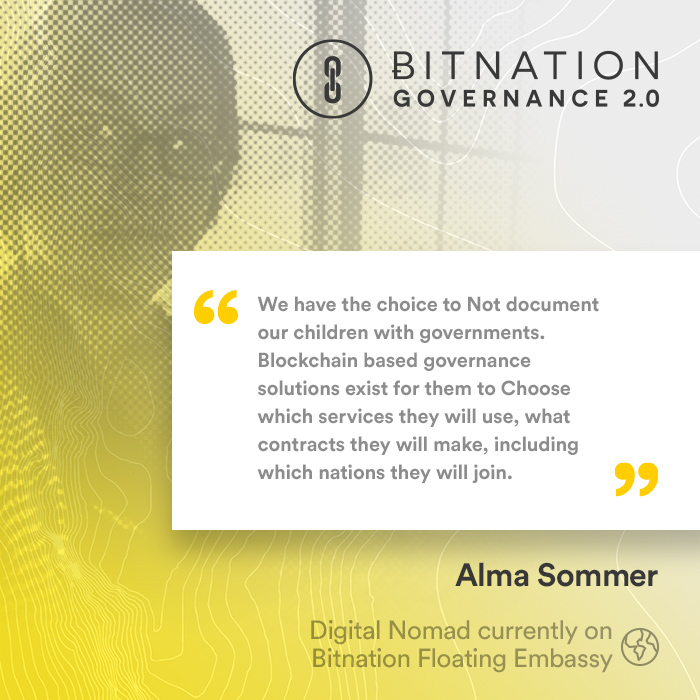 BITNATION
GOVERNANCE 2.0
“We have the choice to Not document
our children with governments.
Blockchain based governance
solutions exist for them to Choose
which services they will use, what
contracts they will make, including
which nations they will join.”
Alma Sommer
Digital Nomad currently on
Bitnation Floating Embassy